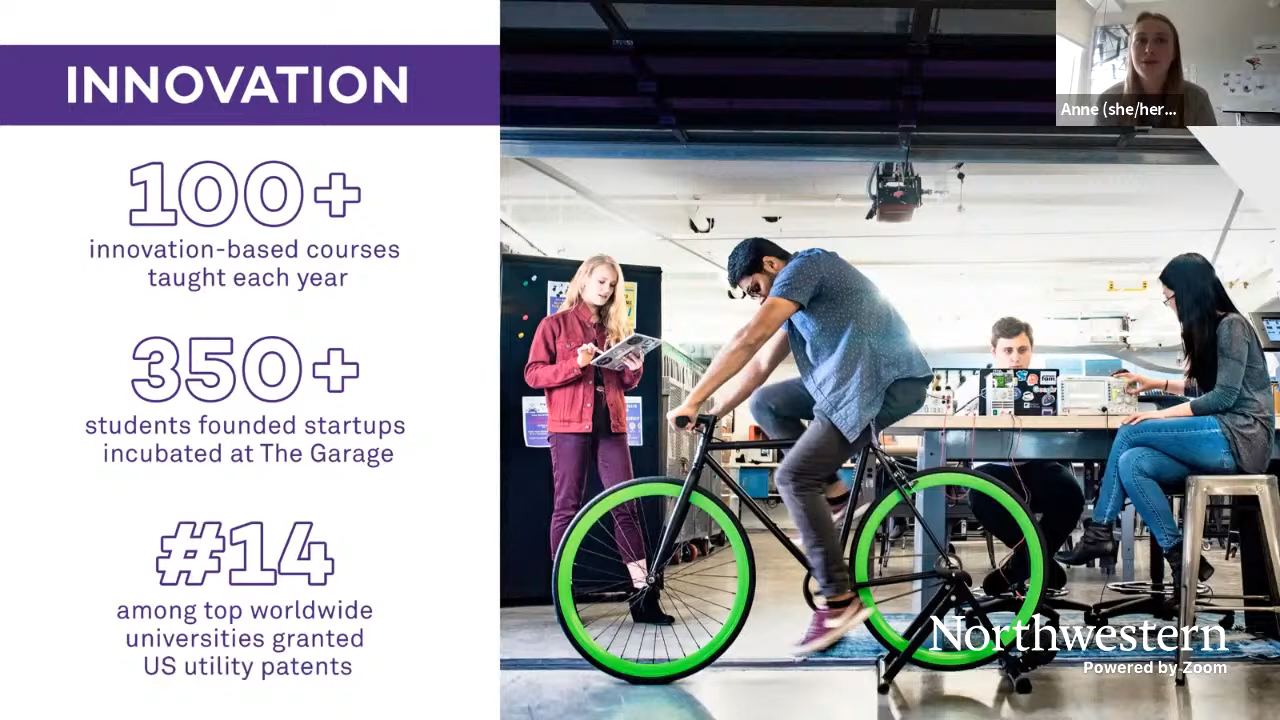 INNOVATION
100+
innovation-based courses
taught each year
350+
students founded startups
incubated at The Garage
#14
among top worldwide
universities granted
US utility patents
Anne (she/her...
Northwestern
Powered by Zoom